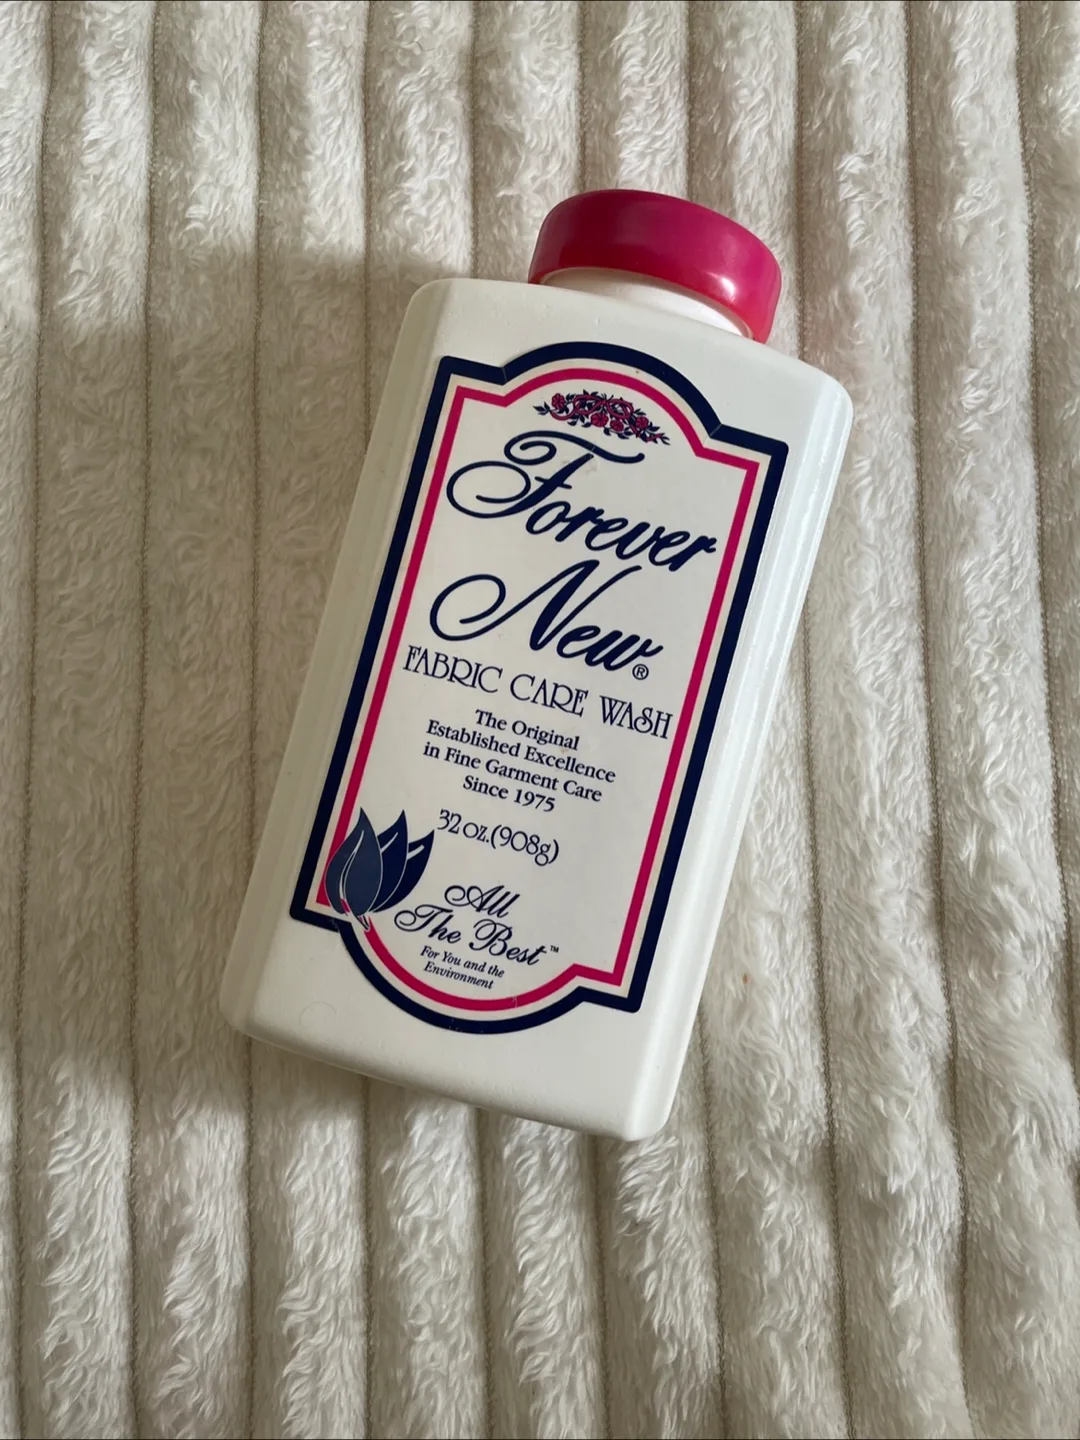 Forever
New®
FABRIC CARE WASH
The Original
Established Excellence
in Fine Garment Care
Since 1975
32 oz.(908g)
All
The Best™
For You and the
Environment